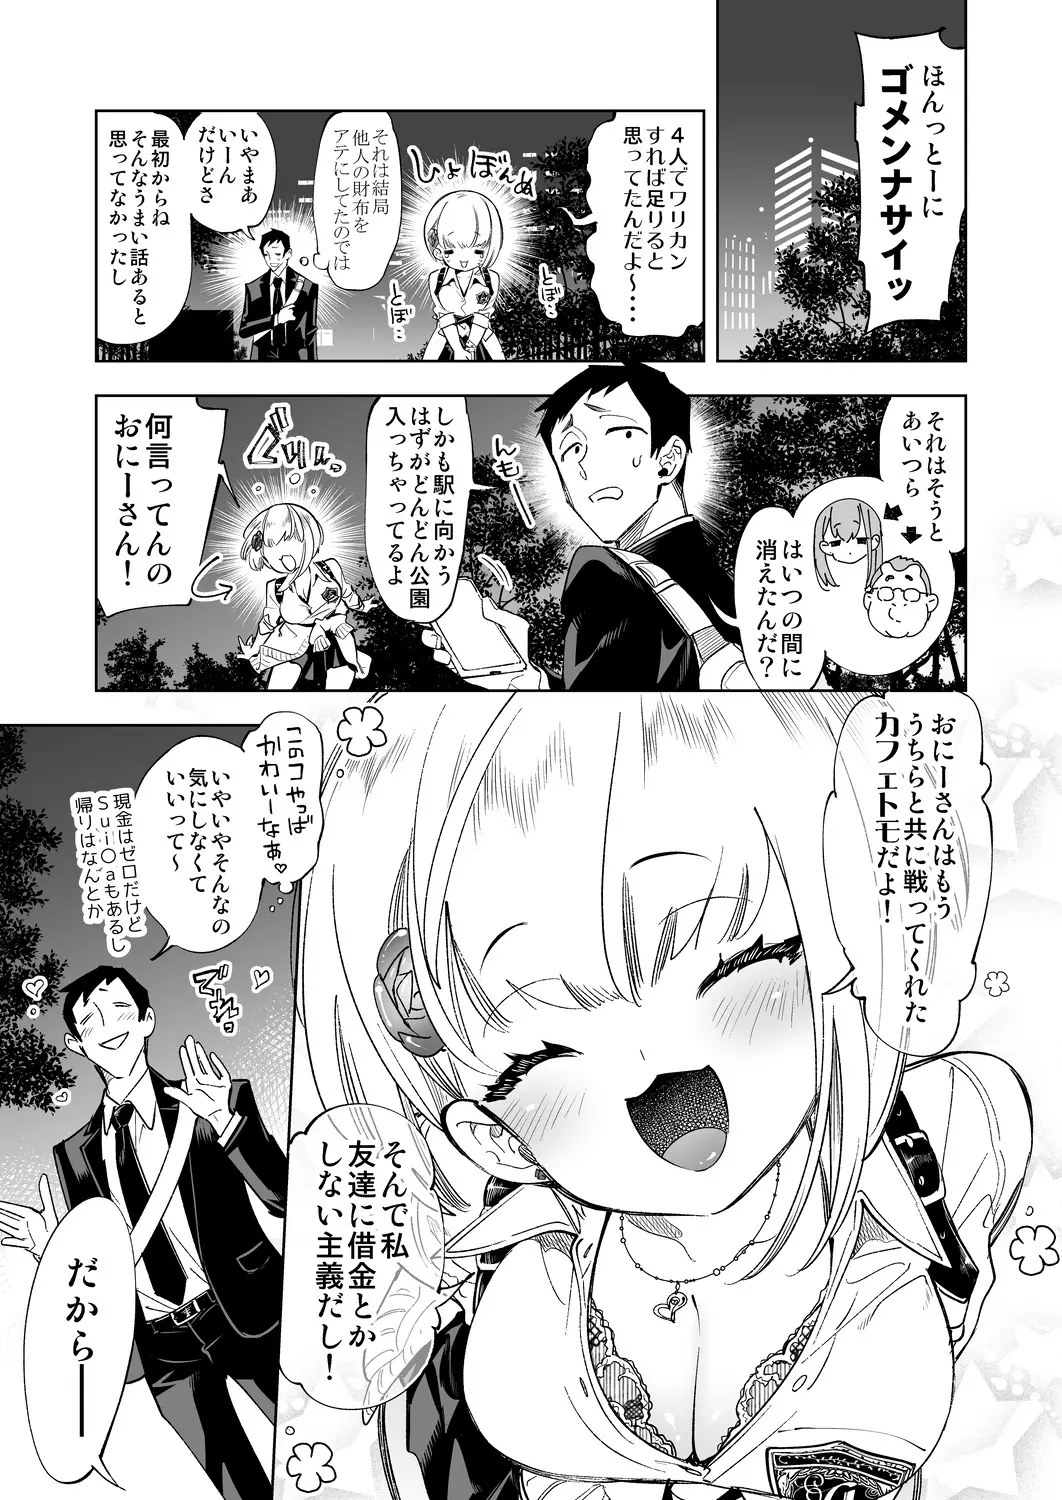 ほんっとーに
ゴメンナサイッ
4人でワリカン
すれば足りると
思ってたんだよ〜・・・
しょぼんぬ
とぼ・・
とぼ・・
それは結局
他人の財布を
アテにしてたのでは
いやまあ
いーん
だけどさ
最初からね
そんなうまい話あると
思ってなかったし
それはそうと
あいつら
はいつの間に
消えたんだ？
んもー
しかも駅に向かう
はずがどんどん公園
入っちゃってるよ
ぐぬぬっ
何言ってんの
おにーさん！
おにーさんはもう
うちらと共に戦ってくれた
カフェトモだよ！
そんで私
友達に借金とか
しない主義だし！
このコやっば
かわいーなぁ♡
いやいやそんなの
気にしなくて
いいって〜
現金はゼロだけど
Sui〇aもあるし
帰りはなんとか
でれっ
だからーー